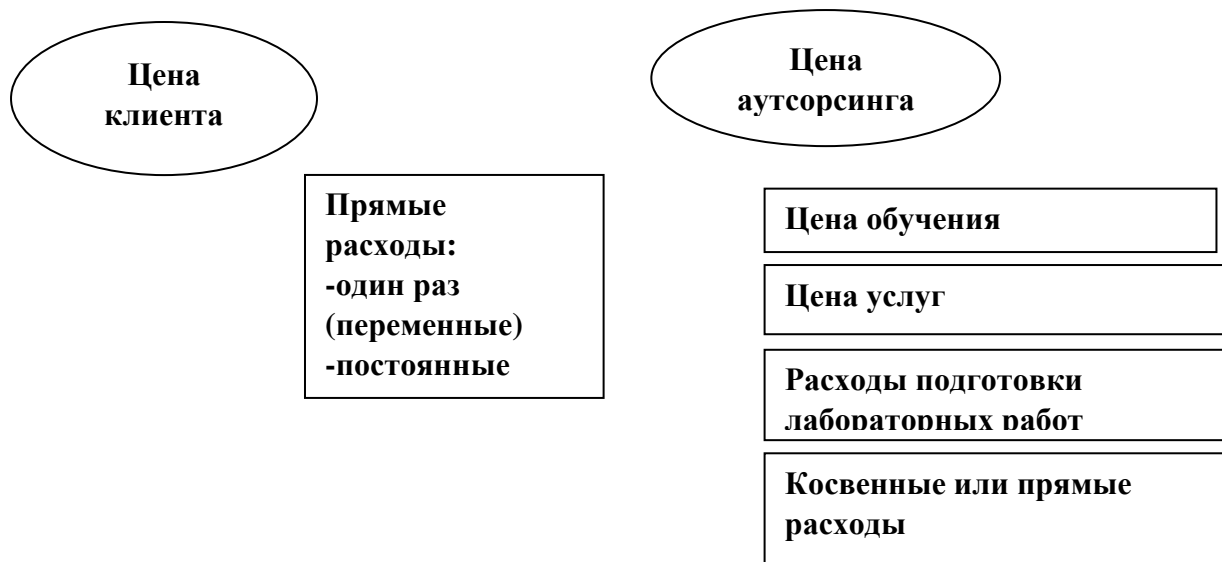 Цена
клиента
Цена
аутсорсинга
Прямые
расходы:
-один раз
(переменные)
-постоянные
Цена обучения
Цена услуг
Расходы подготовки
лабораторных работ
Косвенные или прямые
расходы